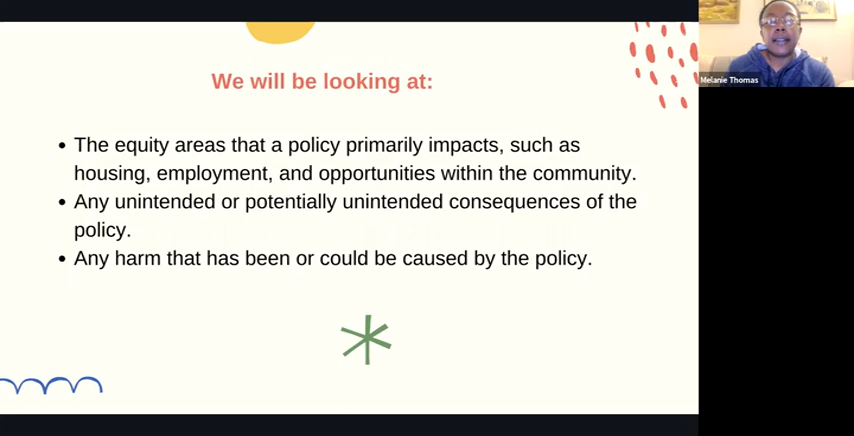 We will be looking at:
• The equity areas that a policy primarily impacts, such as
housing, employment, and opportunities within the community.
• Any unintended or potentially unintended consequences of the
policy.
• Any harm that has been or could be caused by the policy.
Melanie Thomas